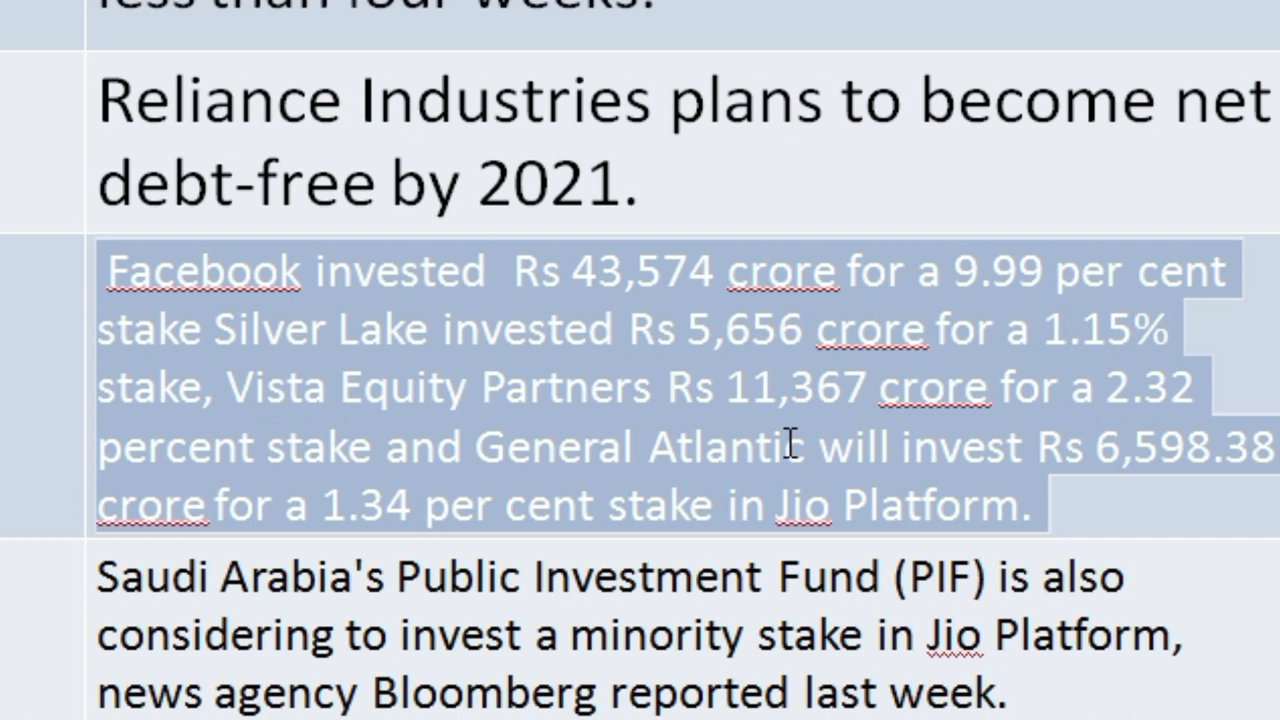 less than four weeks.
Reliance Industries plans to become net
debt-free by 2021.
Facebook invested Rs 43,574 crore for a 9.99 per cent
stake Silver Lake invested Rs 5,656 crore for a 1.15%
stake, Vista Equity Partners Rs 11,367 crore for a 2.32
percent stake and General Atlantic will invest Rs 6,598.38
crore for a 1.34 per cent stake in Jio Platform.
Saudi Arabia's Public Investment Fund (PIF) is also
considering to invest a minority stake in Jio Platform,
news agency Bloomberg reported last week.